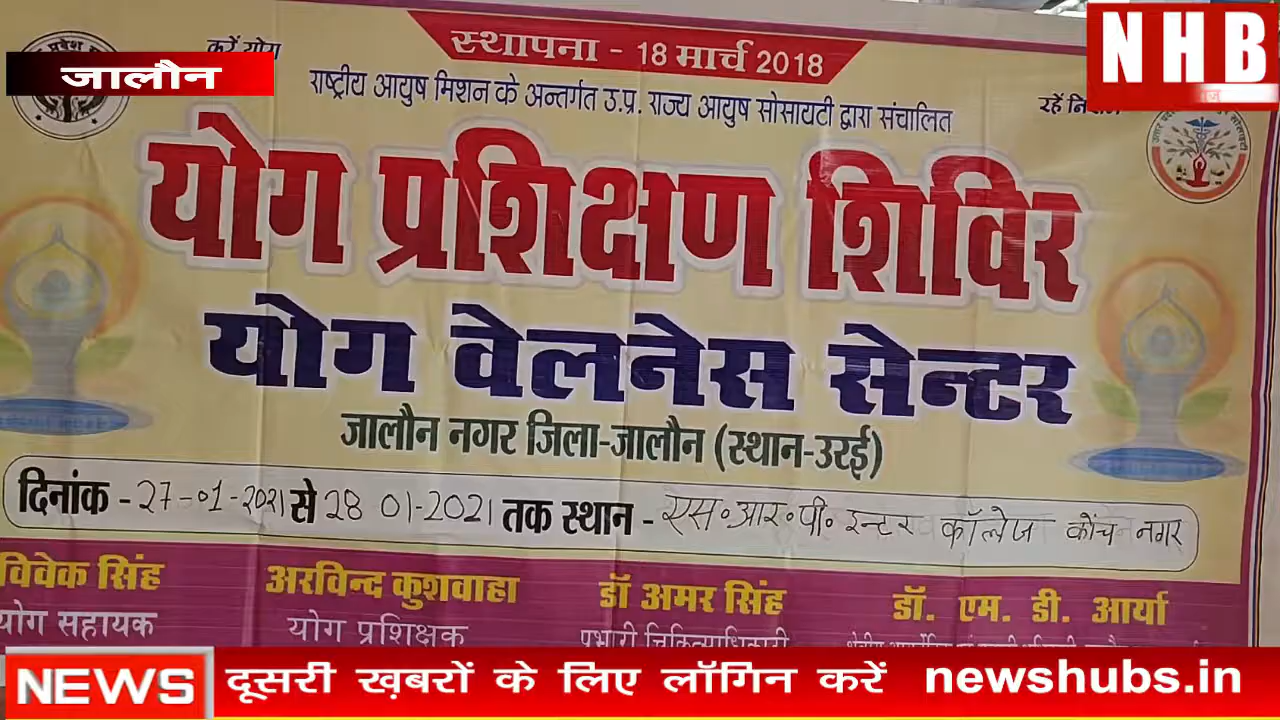 जालौन
NHB
करें योग
स्थापना - 18 मार्च 2018
राष्ट्रीय आयुष मिशन के अन्तर्गत उ.प्र. राज्य आयुष सोसायटी द्वारा संचालित
रहें
योग प्रशिक्षण शिविर
योग वेलनेस सेन्टर
जालौन नगर जिला-जालौन (स्थान-उरई)
दिनांक - 27-01-2021 से 28 01-2021 तक स्थान - एस॰आर॰पी॰ इन्टर कॉलेज कोंच नगर
विवेक सिंह अरविन्द कुशवाहा डॉ अमर सिंह डॉ. एम. डी. आर्या
योग सहायक योग प्रशिक्षक प्रभारी चिकित्साधिकारी
NEWS दूसरी ख़बरों के लिए लॉगिन करें newshubs.in